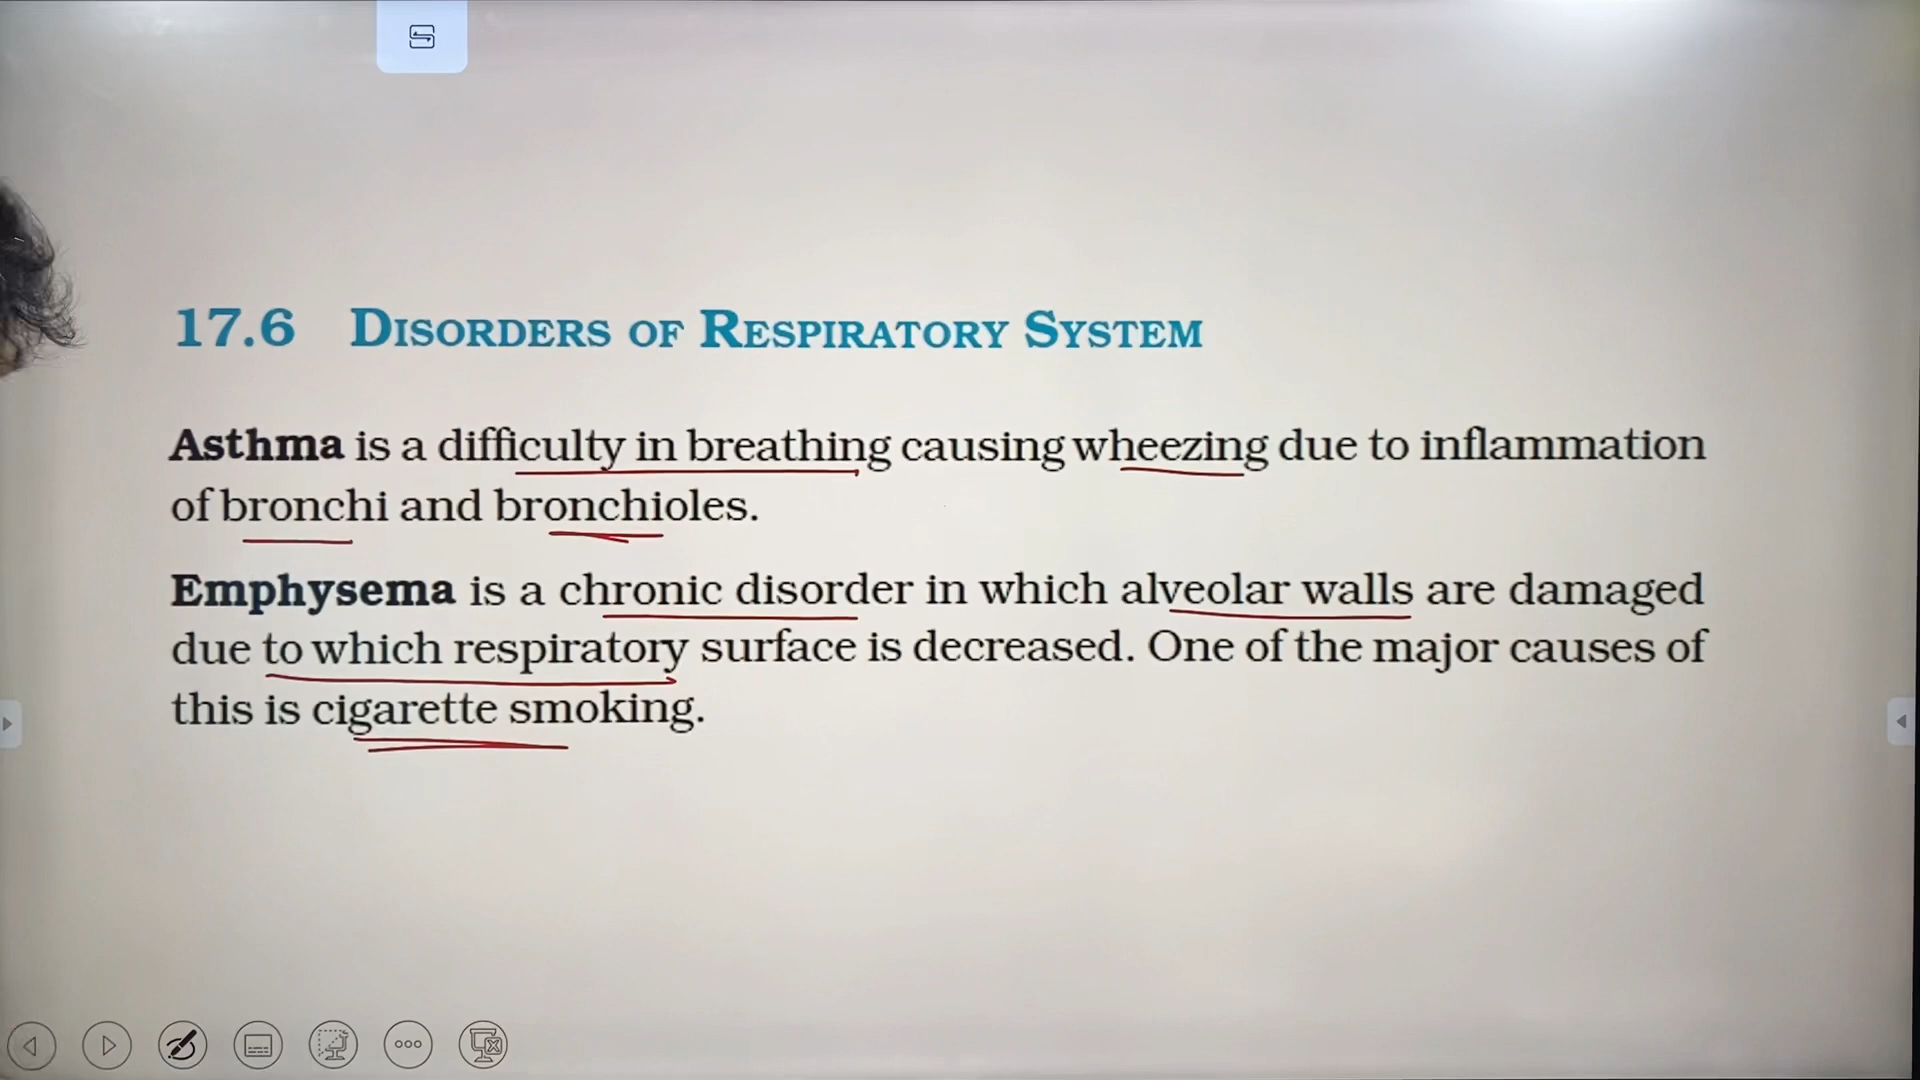 17.6 DISORDERS OF RESPIRATORY SYSTEM
Asthma is a difficulty in breathing causing wheezing due to inflammation
of bronchi and bronchioles.
Emphysema is a chronic disorder in which alveolar walls are damaged
due to which respiratory surface is decreased. One of the major causes of
this is cigarette smoking.